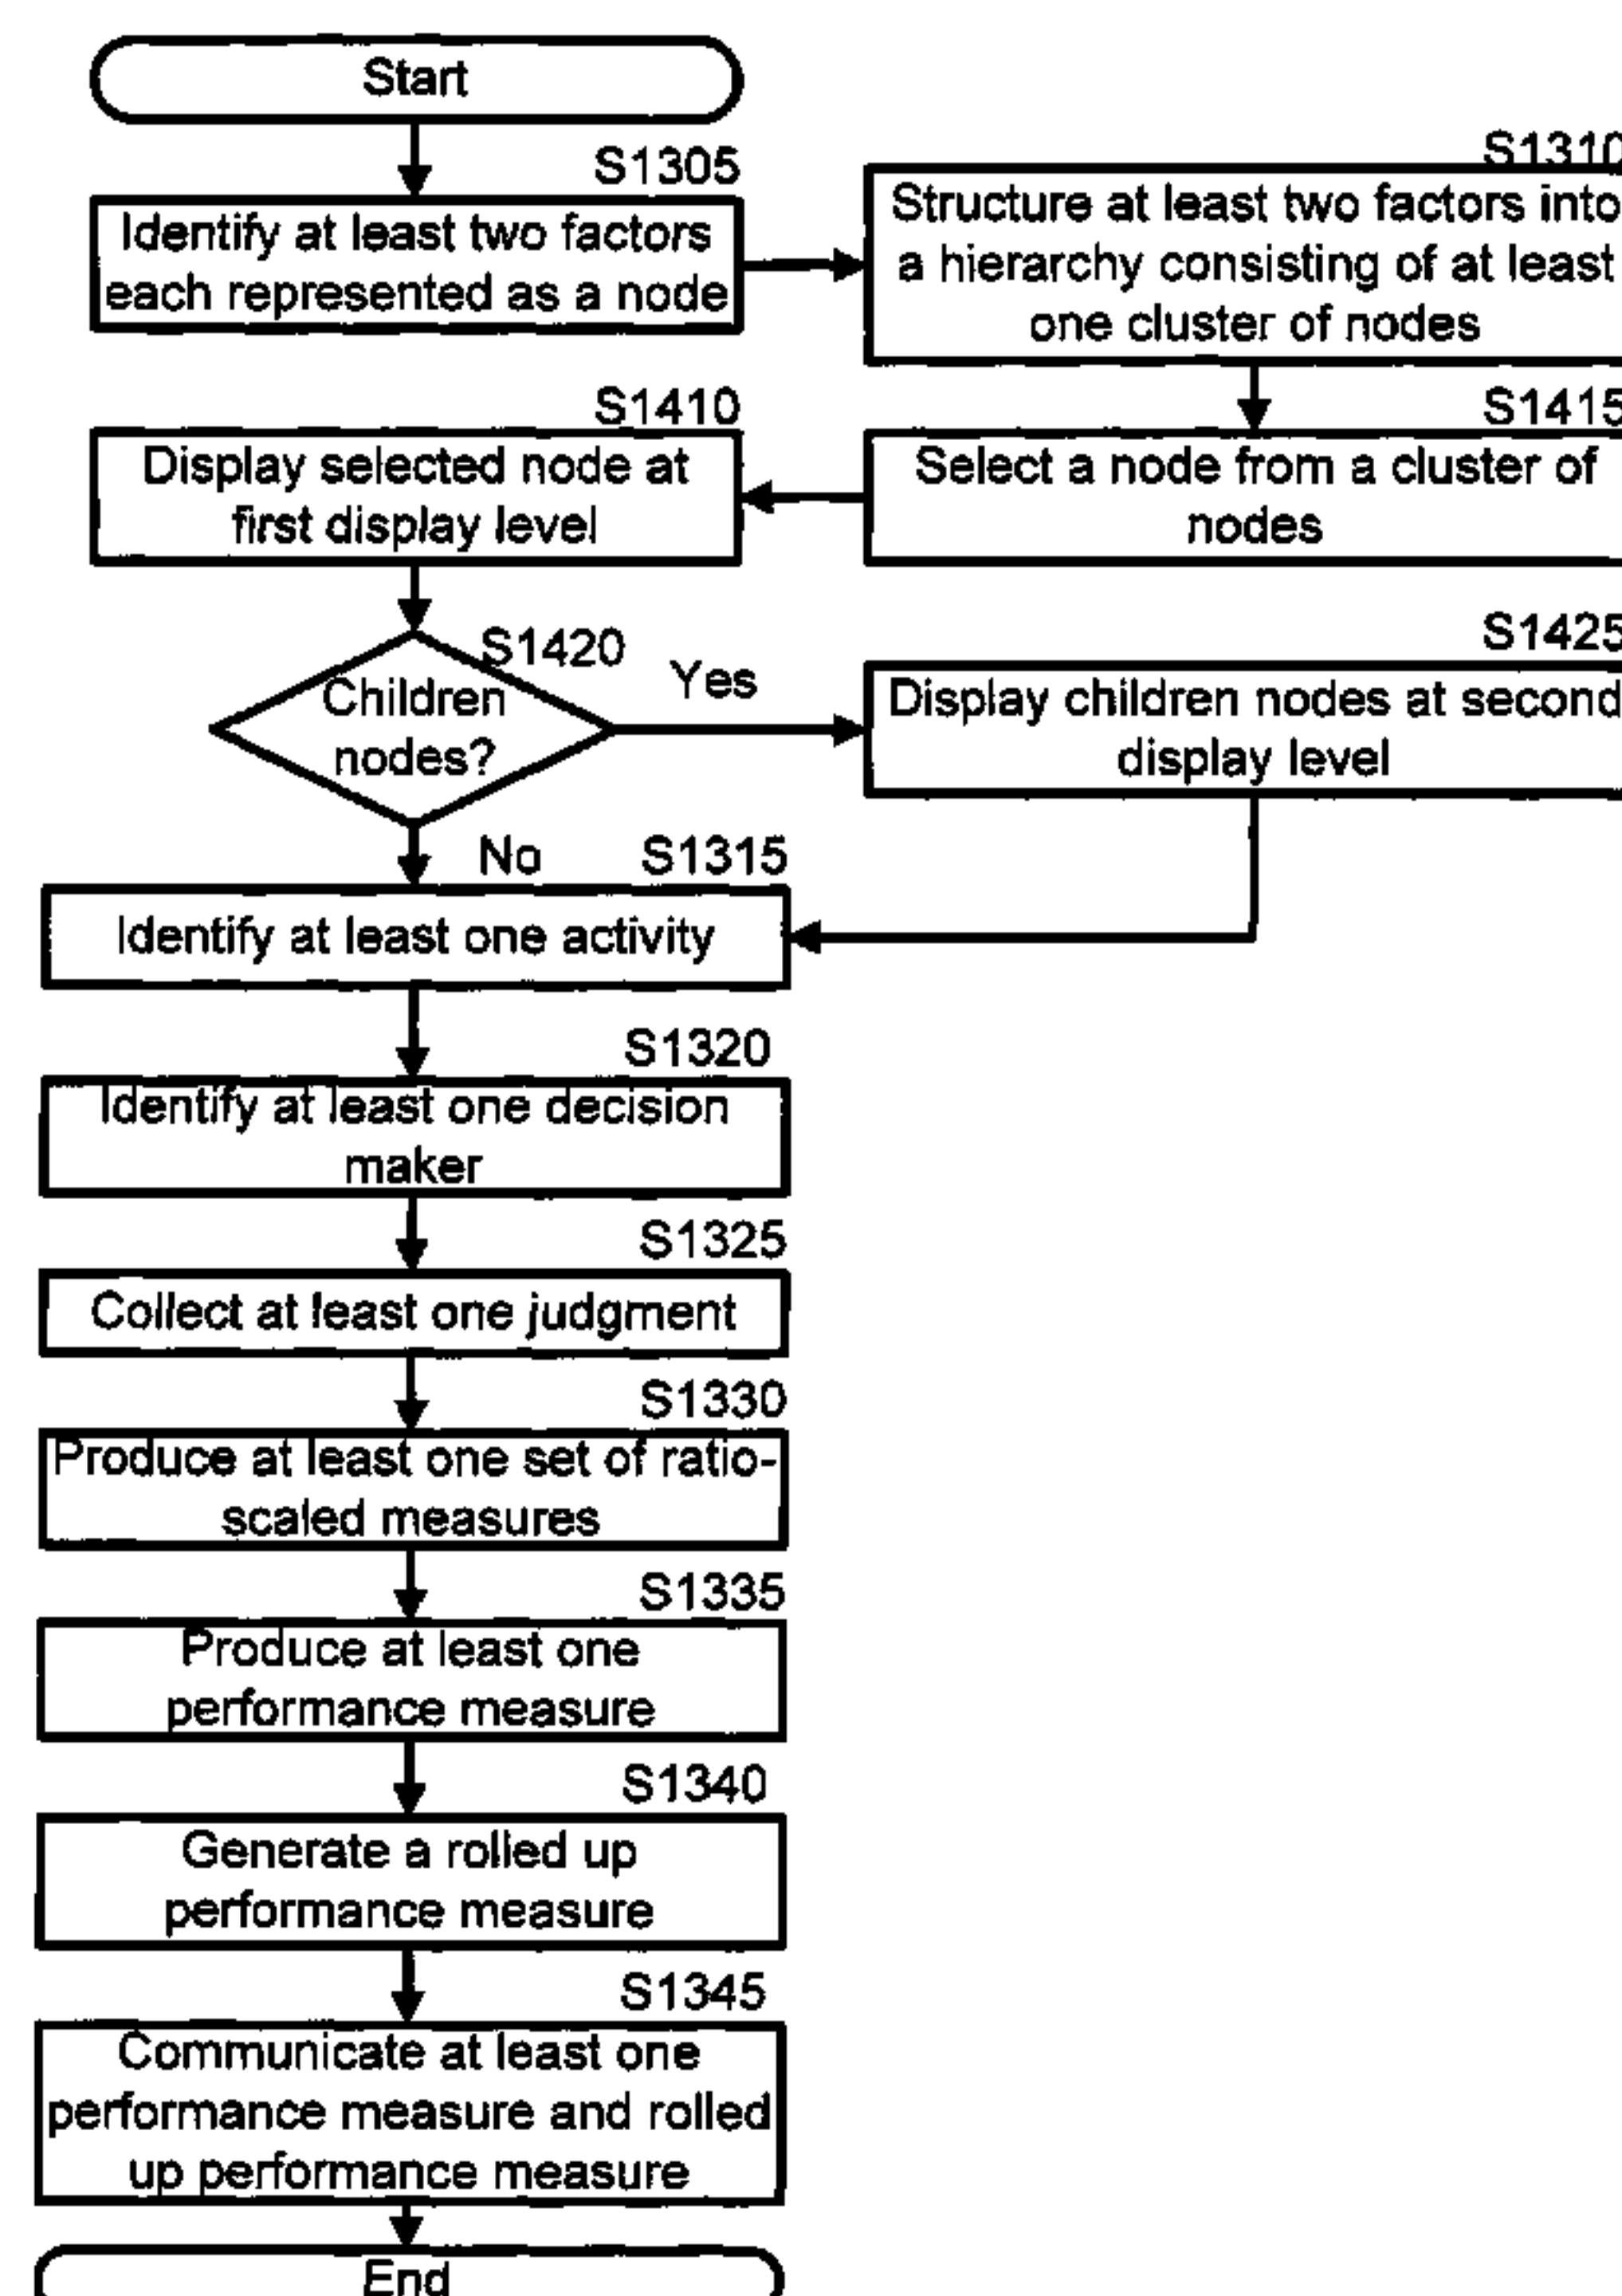 Start
S1305
Identify at least two factors
each represented as a node
S1310
Structure at least two factors into
a hierarchy consisting of at least
one cluster of nodes
S1415
Select a node from a cluster of
nodes
S1410
Display selected node at
first display level
S1420
Children
nodes?
Yes
S1425
Display children nodes at second
display level
No
S1315
Identify at least one activity
S1320
Identify at least one decision
maker
S1325
Collect at least one judgment
S1330
Produce at least one set of ratio-
scaled measures
S1335
Produce at least one
performance measure
S1340
Generate a rolled up
performance measure
S1345
Communicate at least one
performance measure and rolled
up performance measure
End